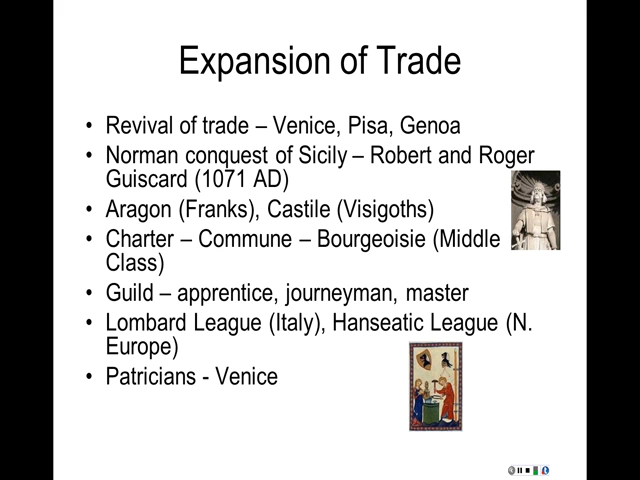 Expansion of Trade
• Revival of trade – Venice, Pisa, Genoa
• Norman conquest of Sicily – Robert and Roger
Guiscard (1071 AD)
• Aragon (Franks), Castile (Visigoths)
• Charter – Commune – Bourgeoisie (Middle
Class)
• Guild – apprentice, journeyman, master
• Lombard League (Italy), Hanseatic League (N.
Europe)
• Patricians - Venice